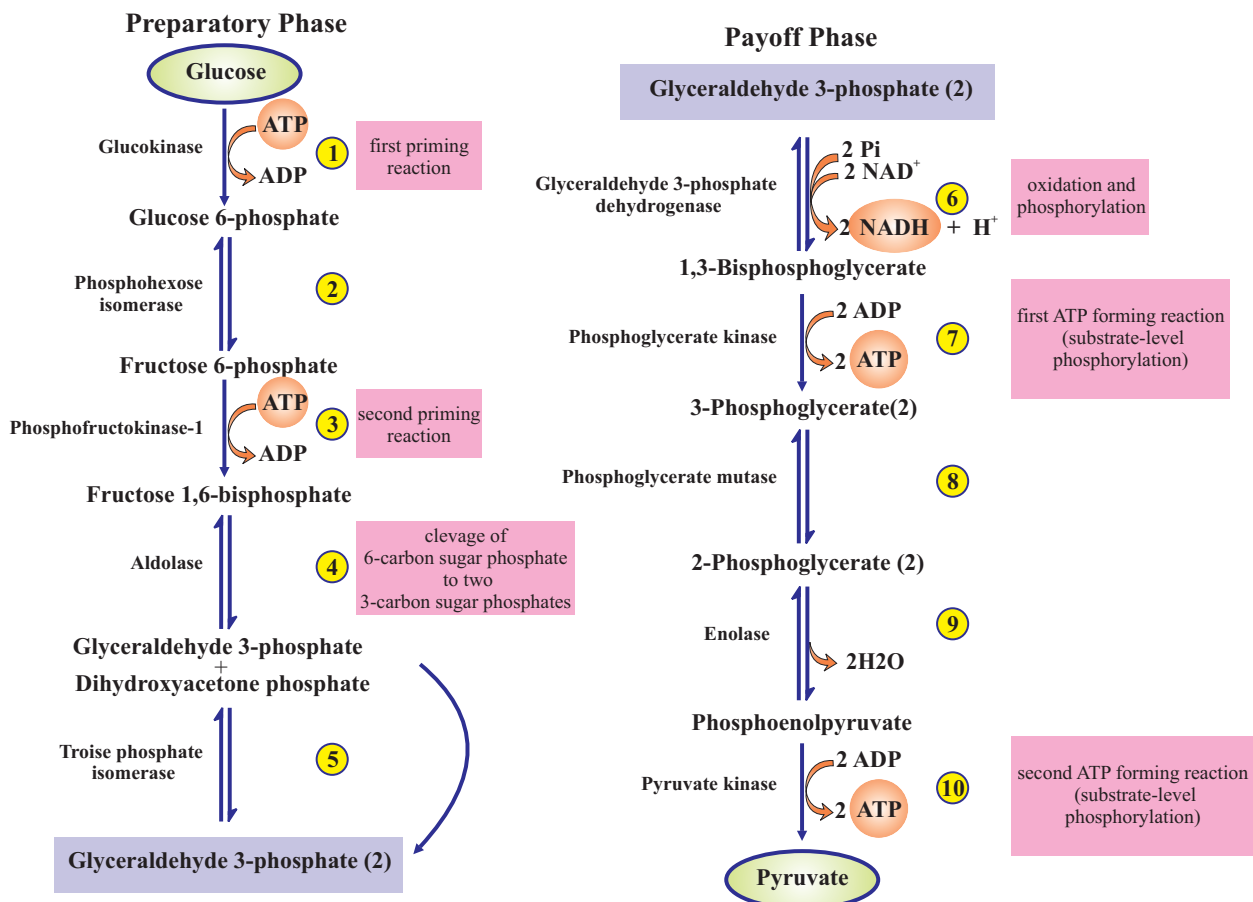 Preparatory Phase
Glucose
Glucokinase
ATP
ADP
1
first priming
reaction
Glucose 6-phosphate
Phosphohexose
isomerase
2
Fructose 6-phosphate
Phosphofructokinase-1
ATP
ADP
3
second priming
reaction
Fructose 1,6-bisphosphate
Aldolase
4
clevage of
6-carbon sugar phosphate
to two
3-carbon sugar phosphates
Glyceraldehyde 3-phosphate
+
Dihydroxyacetone phosphate
Troise phosphate
isomerase
5
Glyceraldehyde 3-phosphate (2)
Payoff Phase
Glyceraldehyde 3-phosphate (2)
Glyceraldehyde 3-phosphate
dehydrogenase
2 Pi
2 NAD+
2 NADH + H+
6
oxidation and
phosphorylation
1,3-Bisphosphoglycerate
Phosphoglycerate kinase
2 ADP
2 ATP
7
first ATP forming reaction
(substrate-level
phosphorylation)
3-Phosphoglycerate(2)
Phosphoglycerate mutase
8
2-Phosphoglycerate (2)
Enolase
9
2H2O
Phosphoenolpyruvate
Pyruvate kinase
2 ADP
2 ATP
10
second ATP forming reaction
(substrate-level
phosphorylation)
Pyruvate